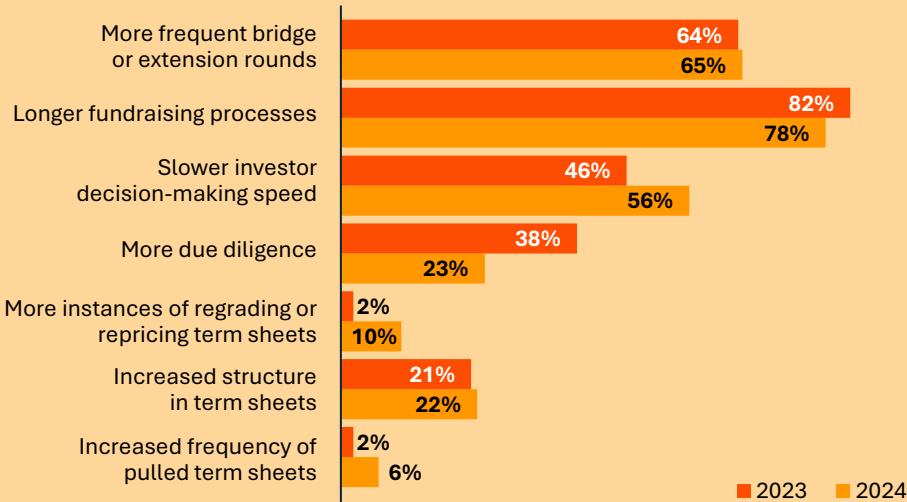 More frequent bridge
or extension rounds
64%
65%
Longer fundraising processes
82%
78%
Slower investor
decision-making speed
46%
56%
More due diligence
38%
23%
More instances of regrading or
repricing term sheets
2%
10%
Increased structure
in term sheets
21%
22%
Increased frequency of
pulled term sheets
2%
6%
2023 2024